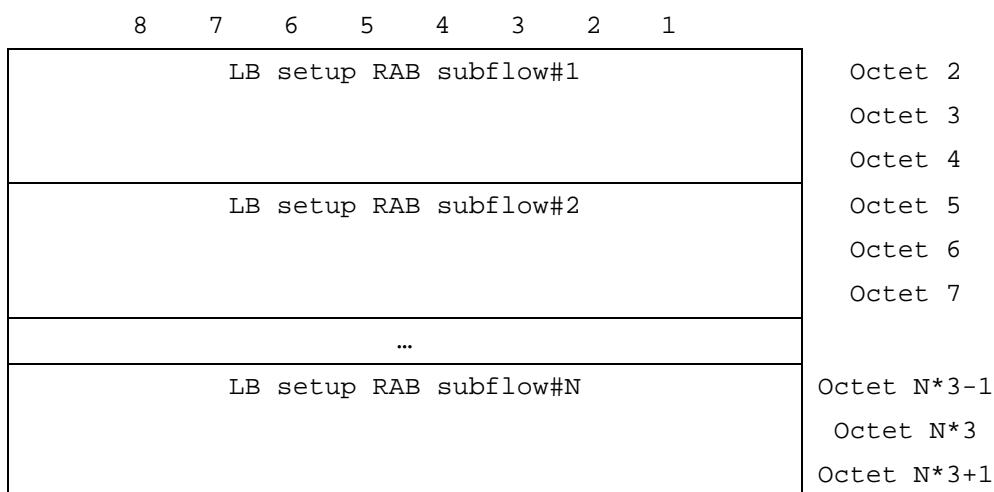 8 7 6 5 4 3 2 1
LB setup RAB subflow#1 Octet 2
Octet 3
Octet 4
LB setup RAB subflow#2 Octet 5
Octet 6
Octet 7
…
LB setup RAB subflow#N Octet N*3-1
Octet N*3
Octet N*3+1